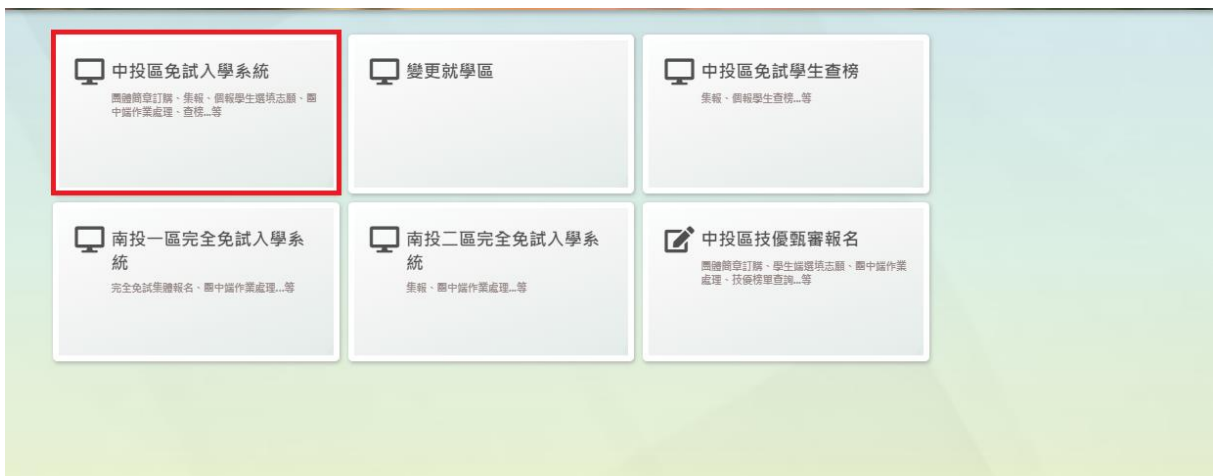 中投區免試入學系統
團體簡章訂購、集報、個報學生選填志願、國
中端作業處理、查榜...等
變更就學區
中投區免試學生查榜
集報、個報學生查榜...等
南投一區完全免試入學系
統
完全免試集體報名、國中端作業處理...等
南投二區完全免試入學系
統
集報、國中端作業處理...等
中投區技優甄審報名
團體簡章訂購、學生端選填志願、國中端作業
處理、技優榜單查詢...等